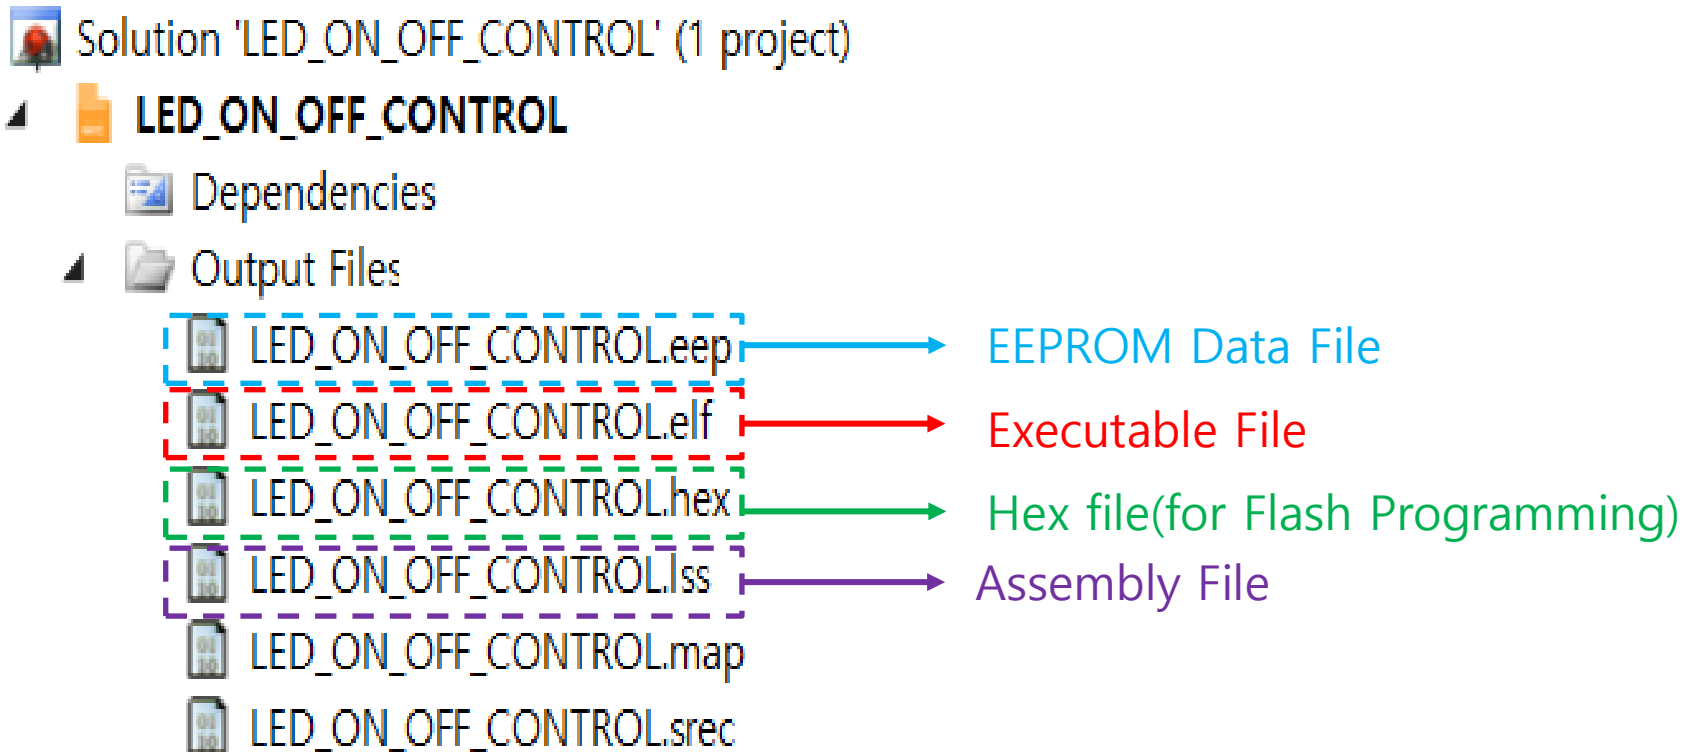 Solution 'LED_ON_OFF_CONTROL' (1 project)
LED_ON_OFF_CONTROL
Dependencies
Output Files
LED_ON_OFF_CONTROL.eep EEPROM Data File
LED_ON_OFF_CONTROL.elf Executable File
LED_ON_OFF_CONTROL.hex Hex file(for Flash Programming)
LED_ON_OFF_CONTROL.lss Assembly File
LED_ON_OFF_CONTROL.map
LED_ON_OFF_CONTROL.srec